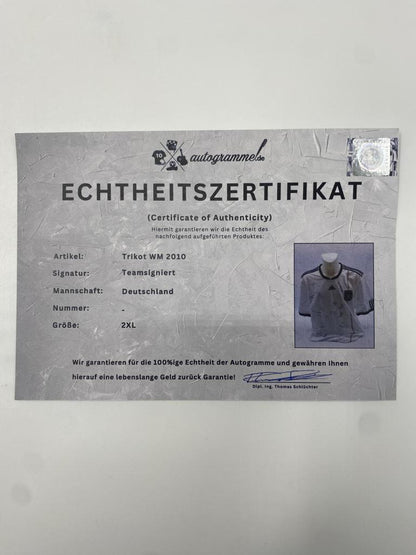 10
autogrammel.de
ECHTHEITSZERTIFIKAT
(Certificate of Authenticity)
Hiermit garantieren wir die Echtheit des
nachfolgend aufgeführten Produktes:
Artikel: Trikot WM 2010
Signatur: Teamsigniert
Mannschaft: Deutschland
Nummer: -
Größe: 2XL
Wir garantieren für die 100%ige Echtheit der Autogramme und gewähren Ihnen
hierauf eine lebenslange Geld zurück Garantie!
Dipl. Ing. Thomas Schlüchter